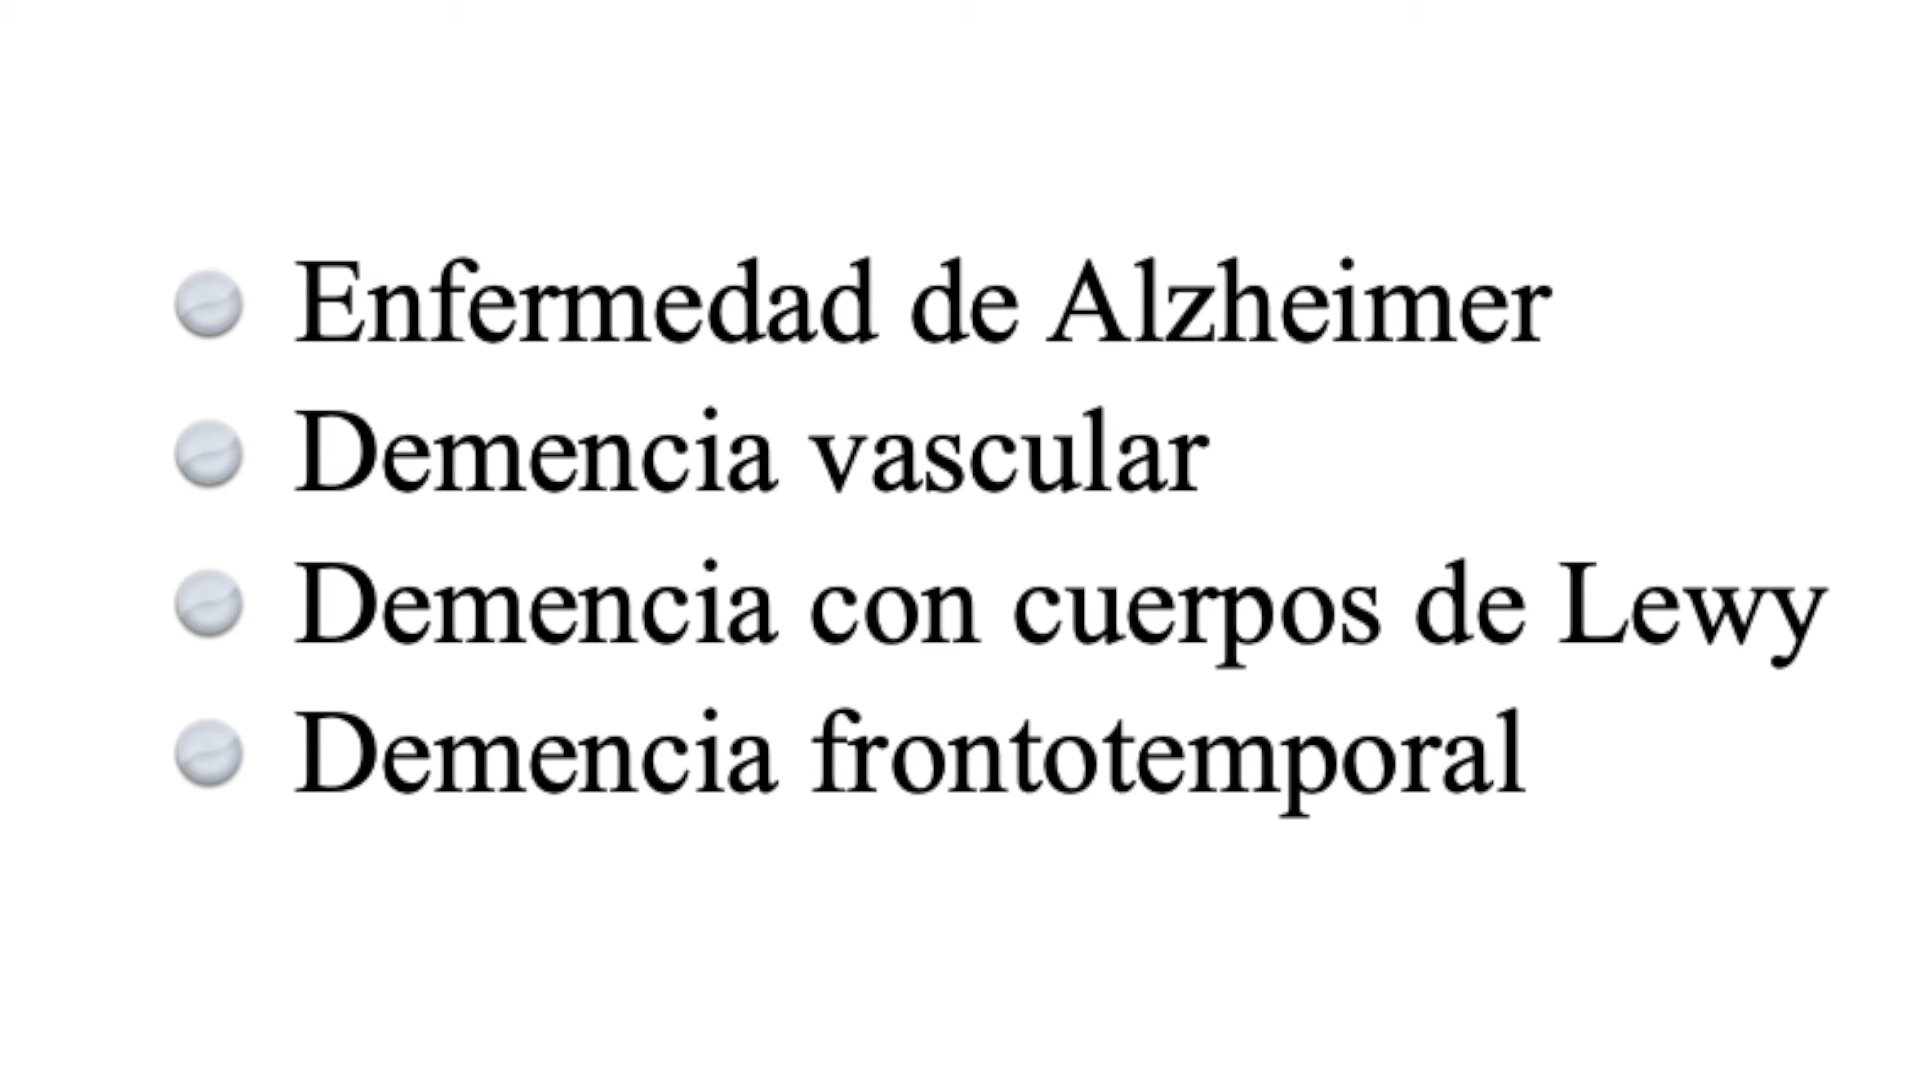 Enfermedad de Alzheimer
Demencia vascular
Demencia con cuerpos de Lewy
Demencia frontotemporal